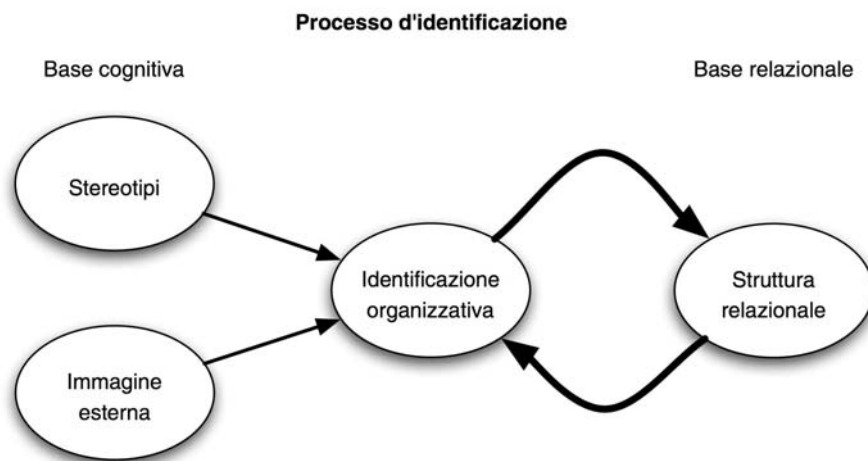 Processo d'identificazione
Base cognitiva
Base relazionale
Stereotipi
Identificazione
organizzativa
Struttura
relazionale
Immagine
esterna